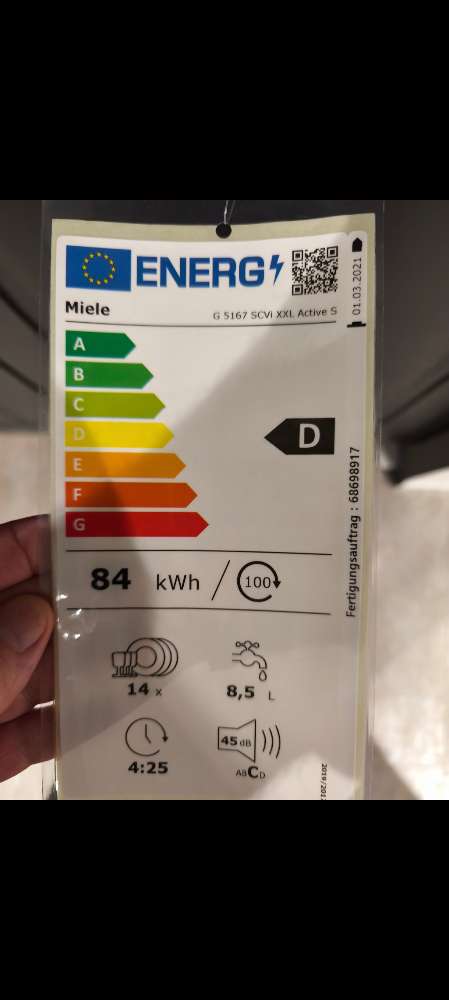 ENERG
Miele
G 5167 SCVi XXL Active S
01.03.2021
A
B
C
D
D
E
F
G
Fertigungsauftrag : 68698917
84 kWh / 100
14 x
8,5 L
4:25
45 dB
ABCD